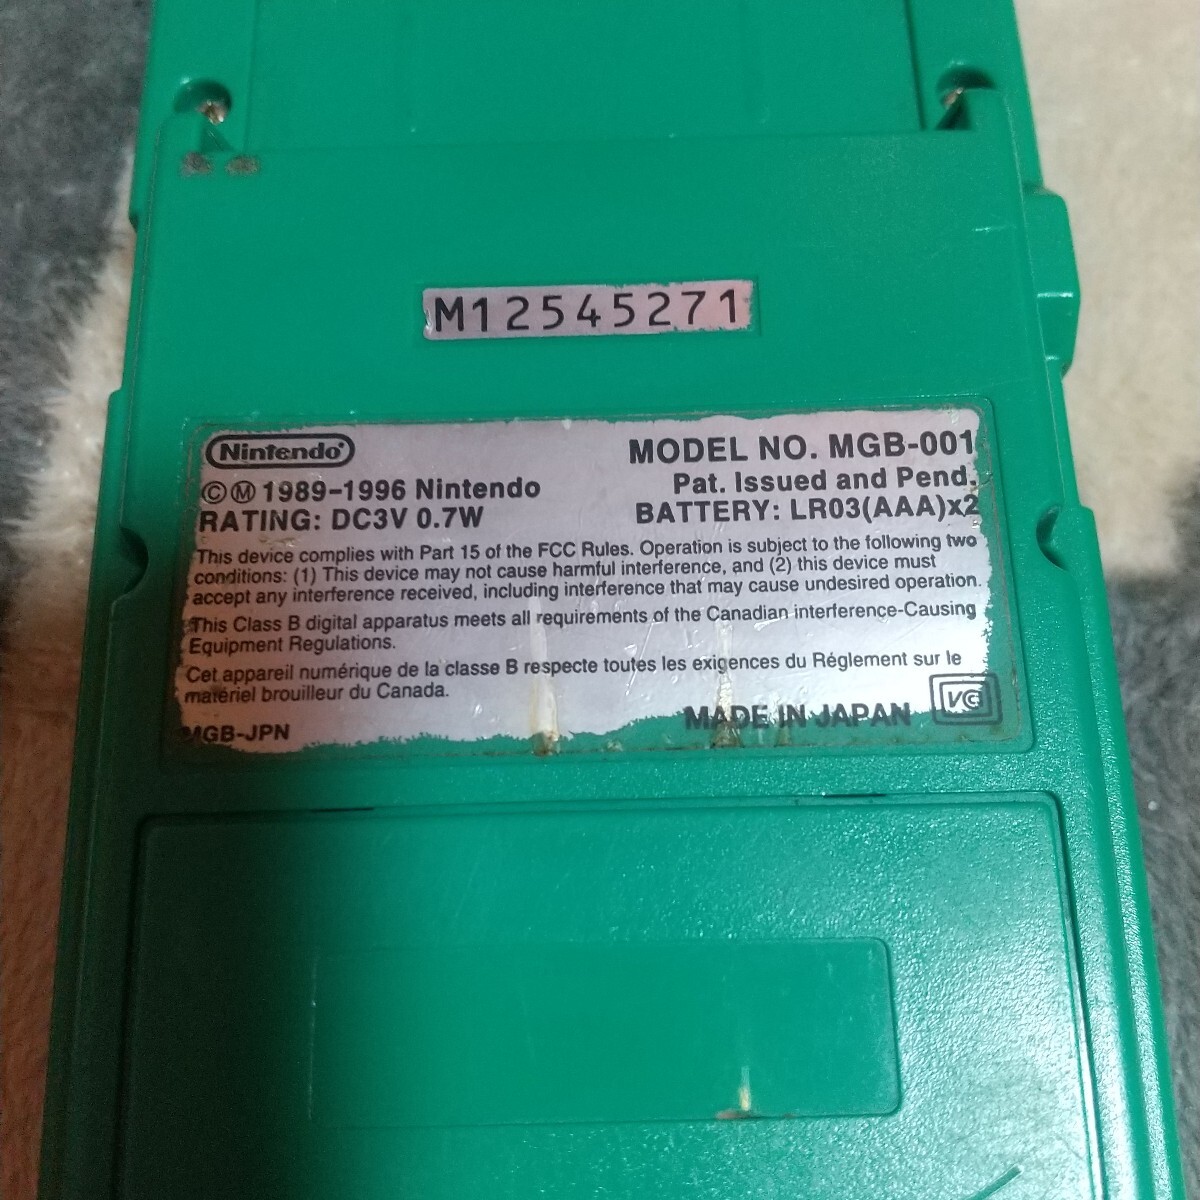 M12545271
Nintendo
MODEL NO. MGB-001
©Ⓜ 1989-1996 Nintendo
Pat. Issued and Pend.
RATING: DC3V 0.7W
BATTERY: LR03(AAA)x2
This device complies with Part 15 of the FCC Rules. Operation is subject to the following two
conditions: (1) This device may not cause harmful interference, and (2) this device must
accept any interference received, including interference that may cause undesired operation.
This Class B digital apparatus meets all requirements of the Canadian interference-Causing
Equipment Regulations.
Cet appareil numérique de la classe B respecte toutes les exigences du Réglement sur le
matériel brouilleur du Canada.
MGB-JPN
MADE IN JAPAN
VC